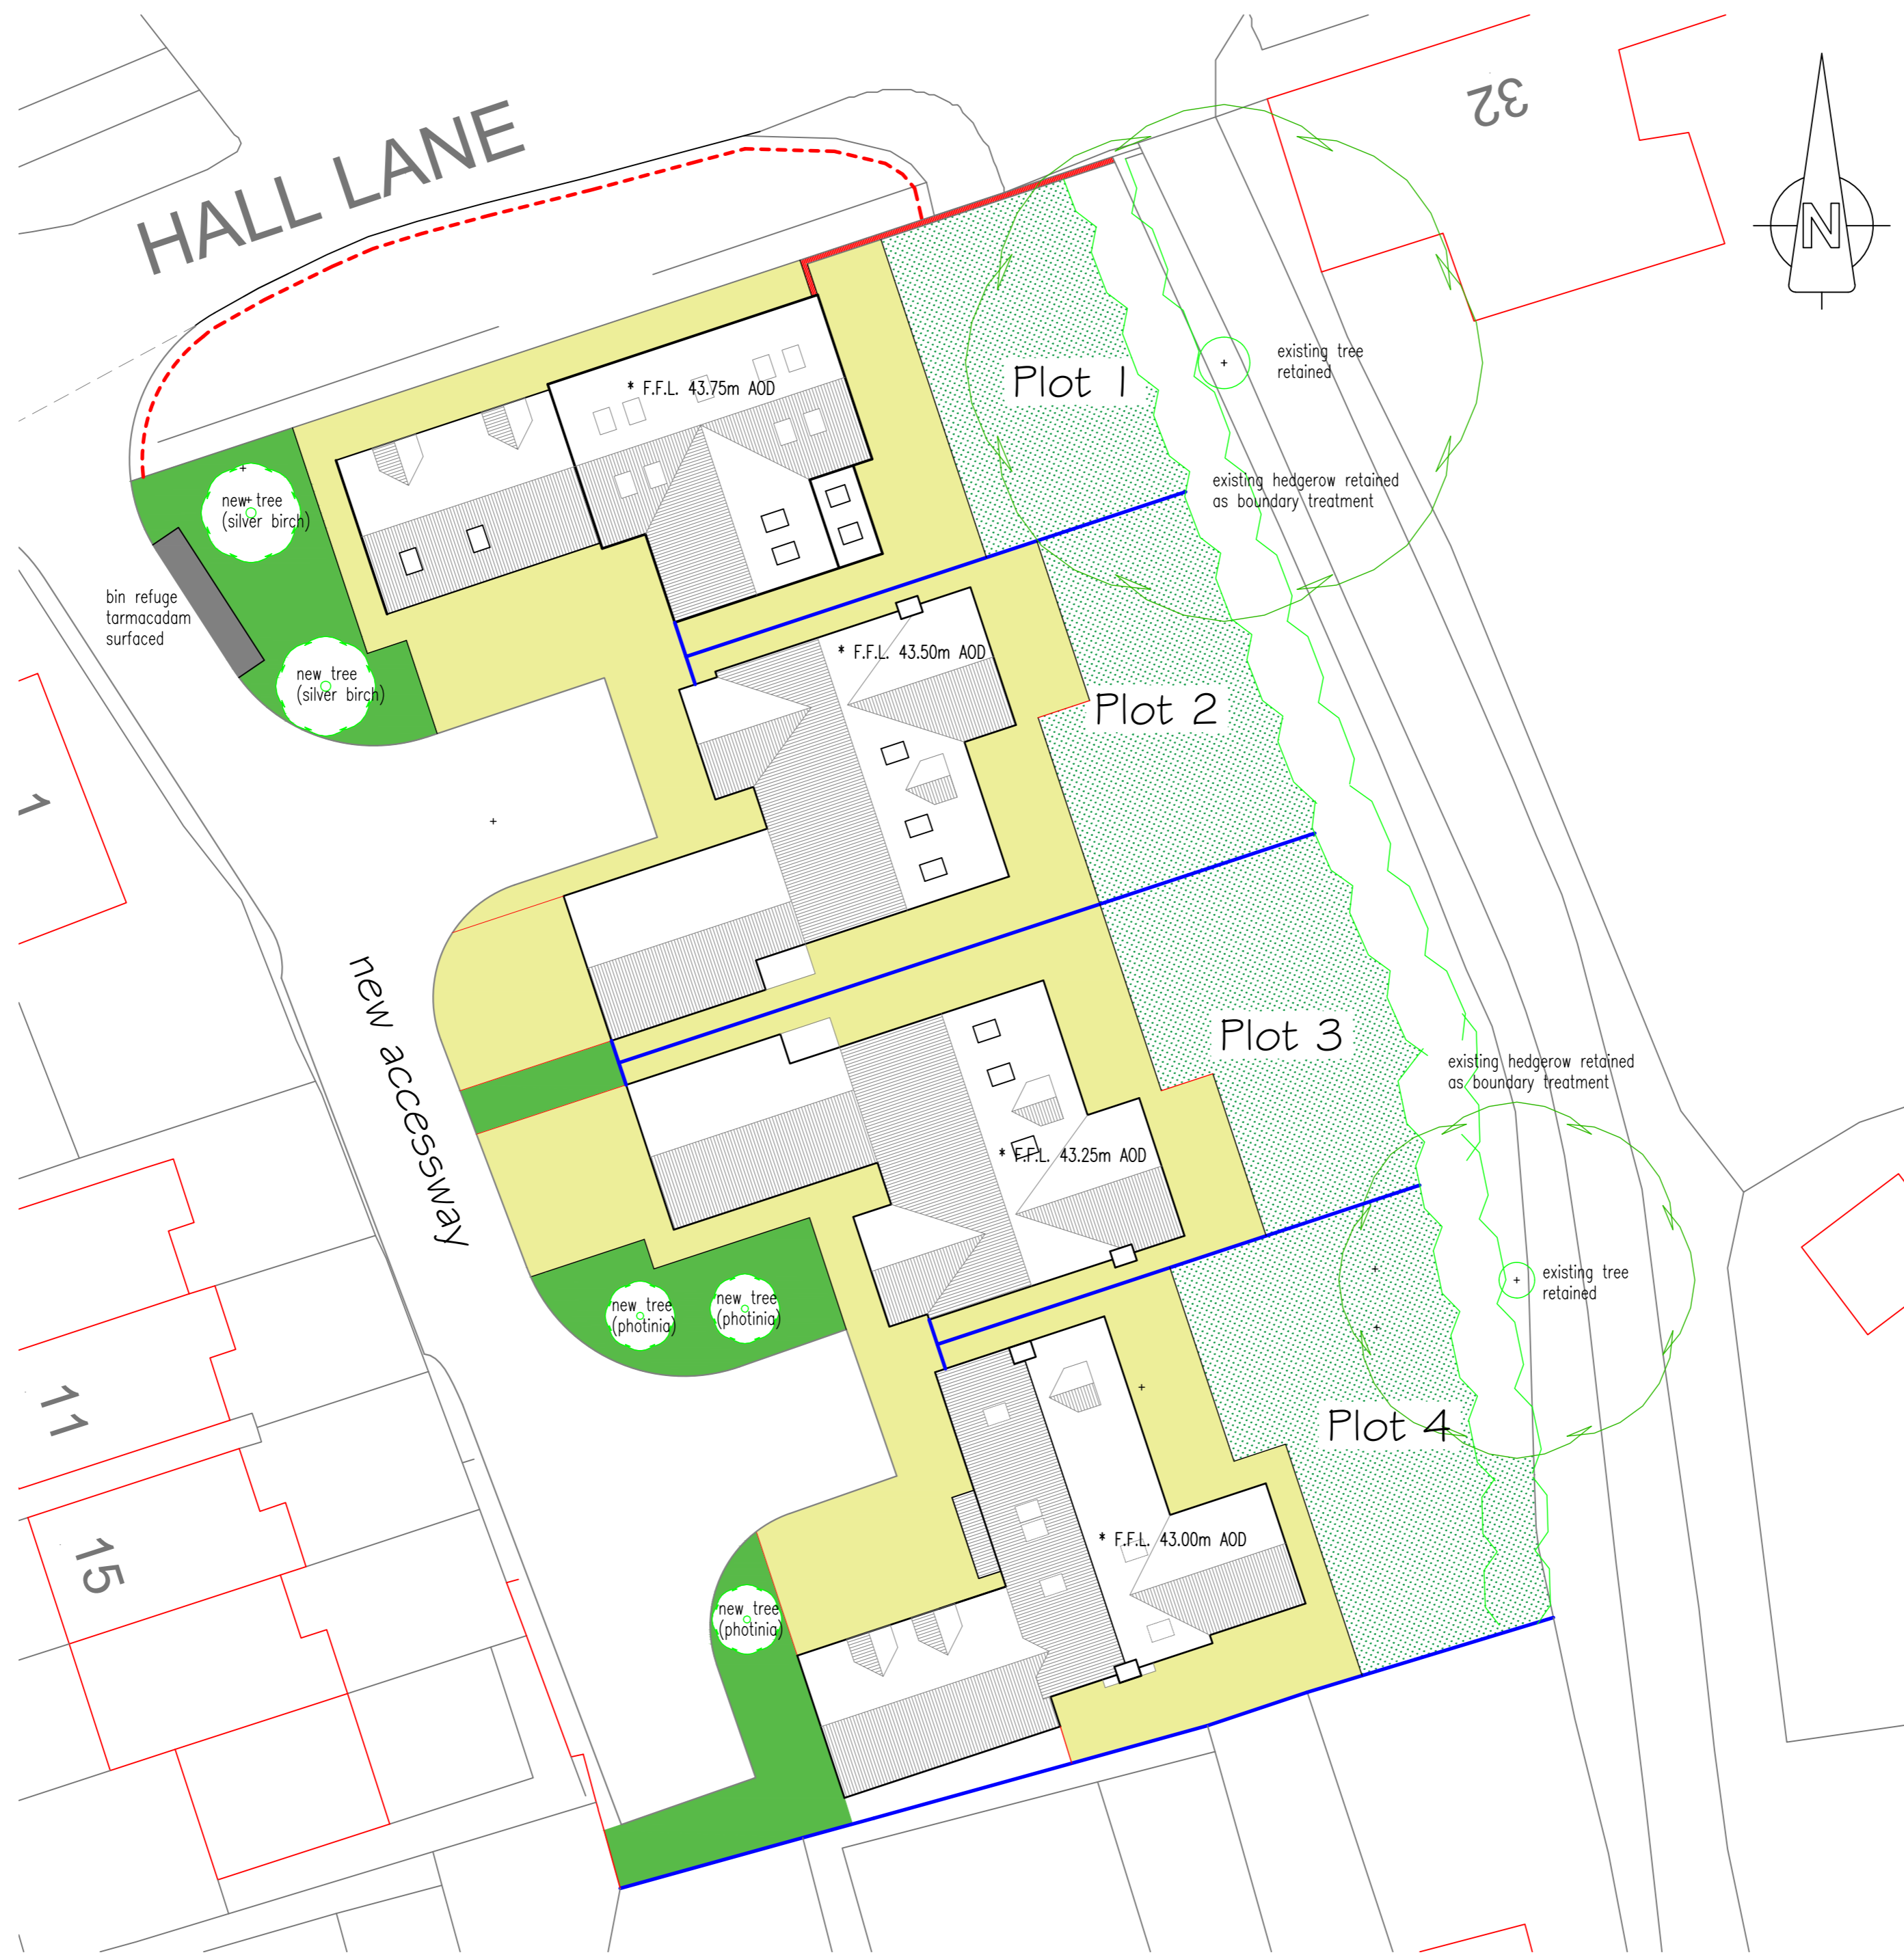 HALL LANE
32
N
existing tree
retained
Plot 1
* F.F.L. 43.75m AOD
existing hedgerow retained
as boundary treatment
new tree
(silver birch)
bin refuge
tarmacadam
surfaced
new tree
(silver birch)
* F.F.L. 43.50m AOD
Plot 2
1
new accessway
Plot 3
existing hedgerow retained
as boundary treatment
* F.F.L. 43.25m AOD
existing tree
retained
new tree
(photinia)
new tree
(photinia)
11
Plot 4
* F.F.L. 43.00m AOD
15
new tree
(photinia)